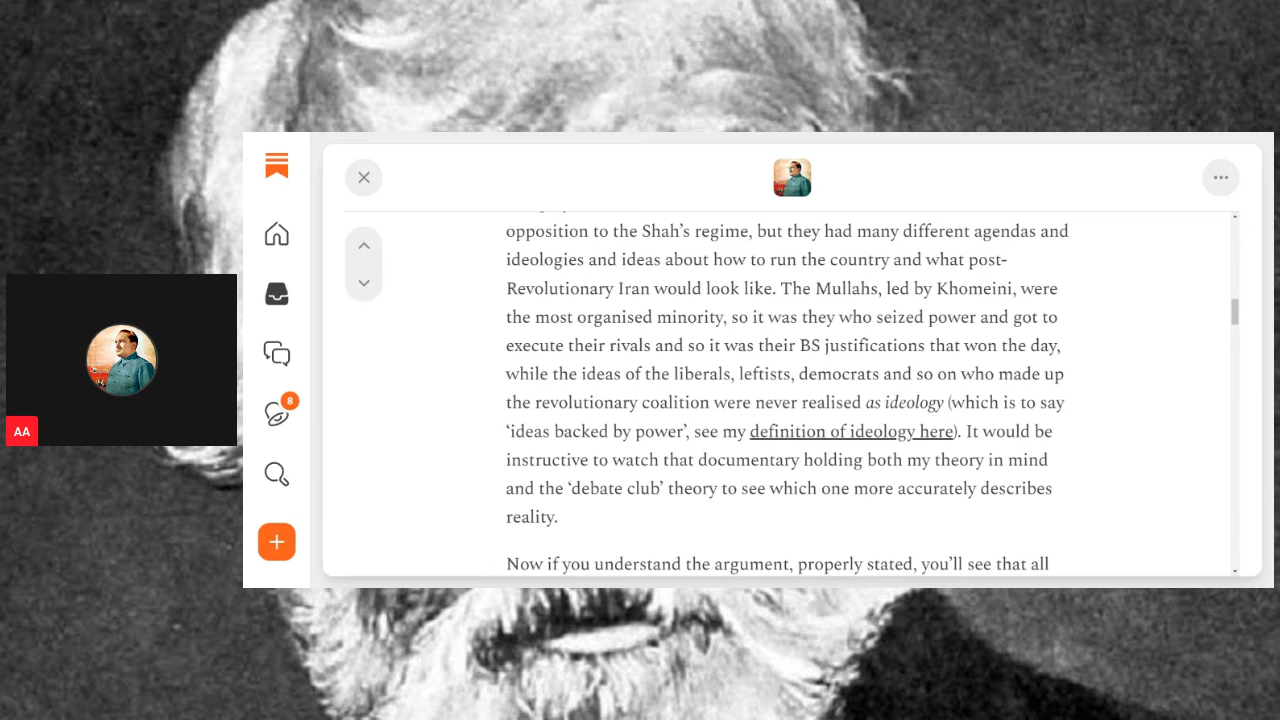 opposition to the Shah’s regime, but they had many different agendas and
ideologies and ideas about how to run the country and what post-
Revolutionary Iran would look like. The Mullahs, led by Khomeini, were
the most organised minority, so it was they who seized power and got to
execute their rivals and so it was their BS justifications that won the day,
while the ideas of the liberals, leftists, democrats and so on who made up
the revolutionary coalition were never realised as ideology (which is to say
‘ideas backed by power’, see my definition of ideology here). It would be
instructive to watch that documentary holding both my theory in mind
and the ‘debate club’ theory to see which one more accurately describes
reality.
Now if you understand the argument, properly stated, you’ll see that all
8
AA